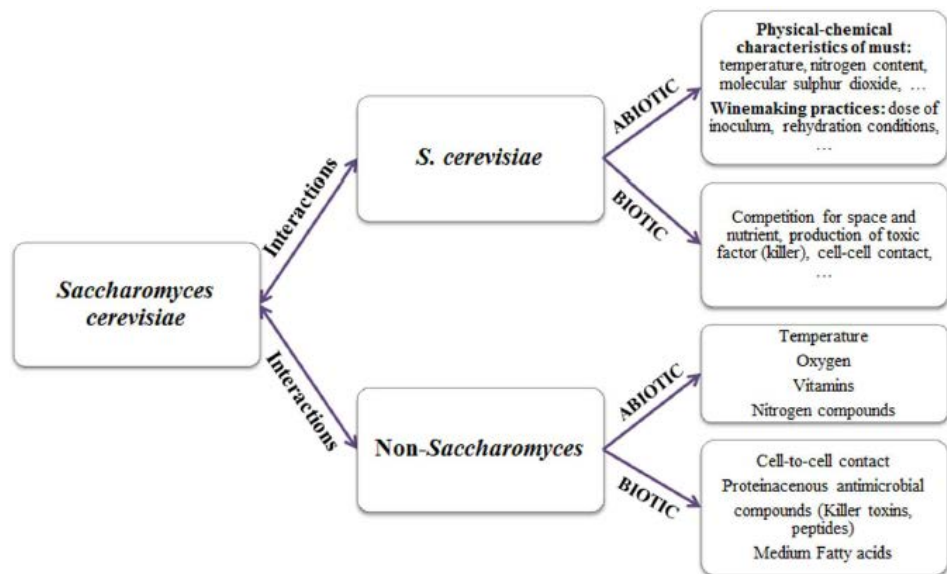 Saccharomyces
cerevisiae
Interactions
Interactions
S. cerevisiae
ABIOTIC
BIOTIC
Physical-chemical
characteristics of must:
temperature, nitrogen content,
molecular sulphur dioxide, …
Winemaking practices: dose of
inoculum, rehydration conditions,
…
Competition for space and
nutrient, production of toxic
factor (killer), cell-cell contact,
…
Non-Saccharomyces
ABIOTIC
BIOTIC
Temperature
Oxygen
Vitamins
Nitrogen compounds
Cell-to-cell contact
Proteinacenous antimicrobial
compounds (Killer toxins,
peptides)
Medium Fatty acids